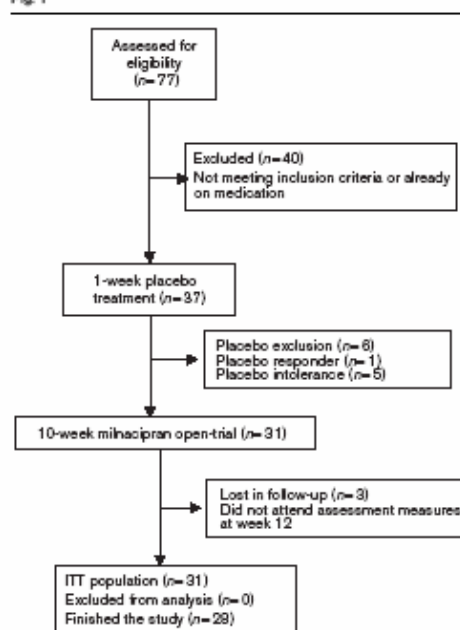 Assessed for
eligibility
(n=77)
Excluded (n=40)
Not meeting inclusion criteria or already
on medication
1-week placebo
treatment (n=37)
Placebo exclusion (n=6)
Placebo responder (n=1)
Placebo intolerance (n=5)
10-week milnacipran open-trial (n=31)
Lost in follow-up (n=3)
Did not attend assessment measures
at week 12
ITT population (n=31)
Excluded from analysis (n=0)
Finished the study (n=28)